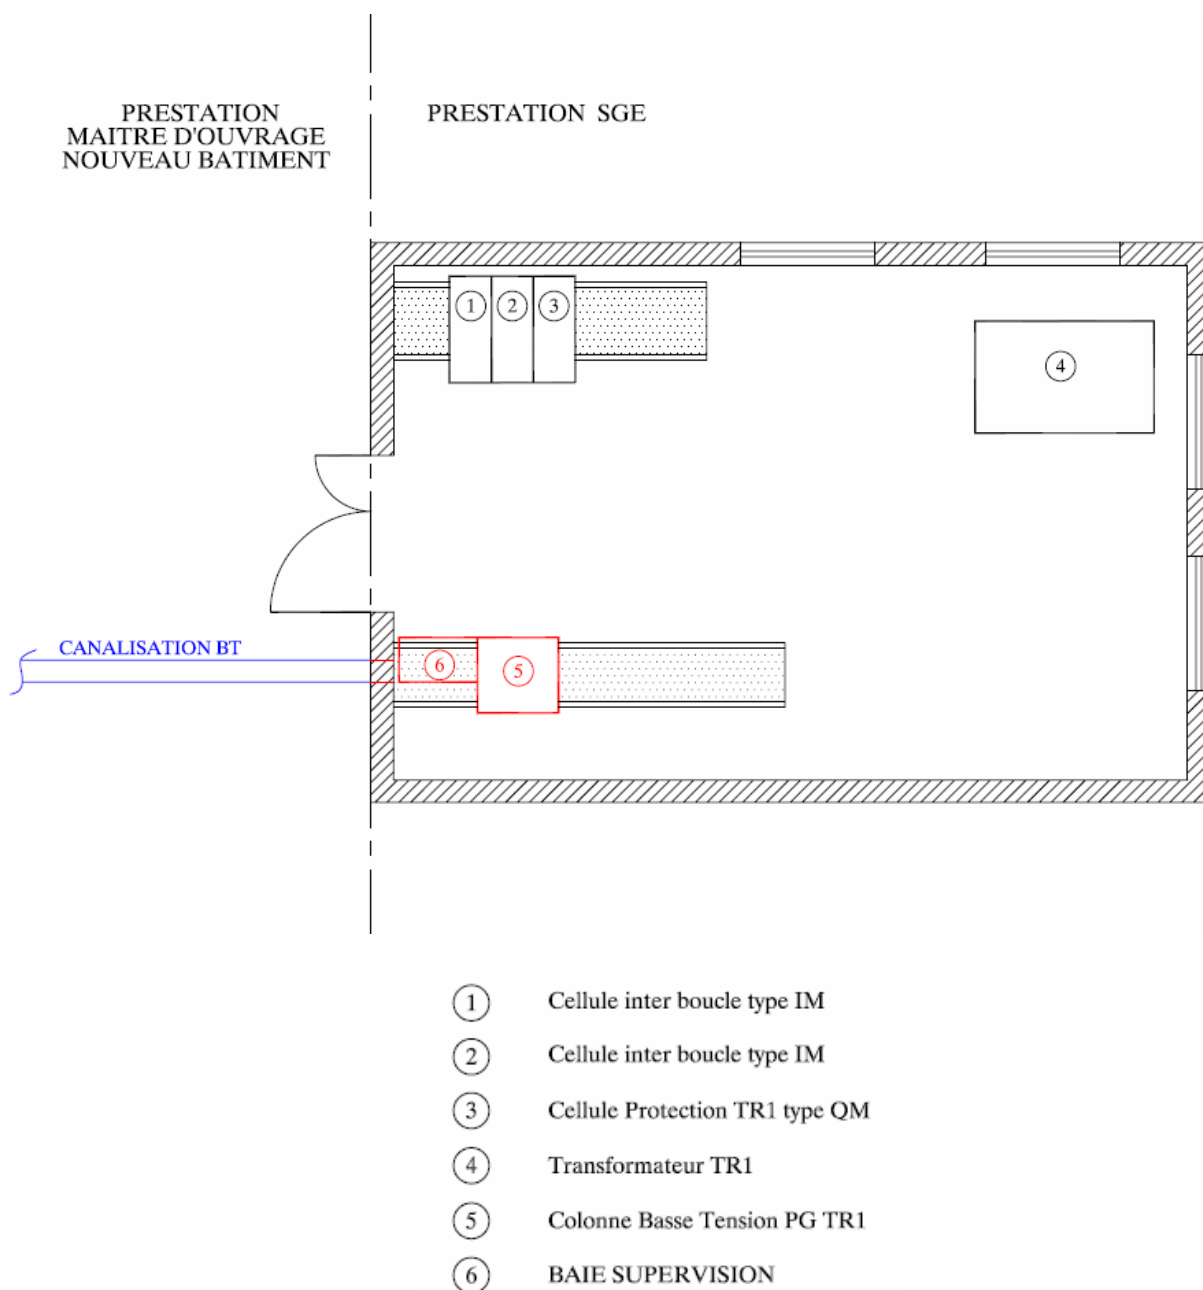 PRESTATION
MAITRE D'OUVRAGE
NOUVEAU BATIMENT
PRESTATION SGE
1 2 3
4
CANALISATION BT
6 5
1 Cellule inter boucle type IM
2 Cellule inter boucle type IM
3 Cellule Protection TR1 type QM
4 Transformateur TR1
5 Colonne Basse Tension PG TR1
6 BAIE SUPERVISION